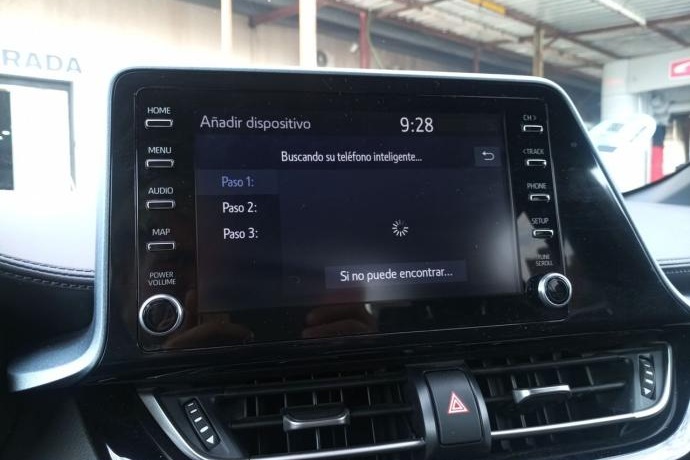 RADA
HOME
MENU
AUDIO
MAP
POWER
VOLUME
Añadir dispositivo
9:28
Buscando su teléfono inteligente...
Paso 1:
Paso 2:
Paso 3:
Si no puede encontrar...
CH >
<TRACK
PHONE
SETUP
TUNE
SCROLL